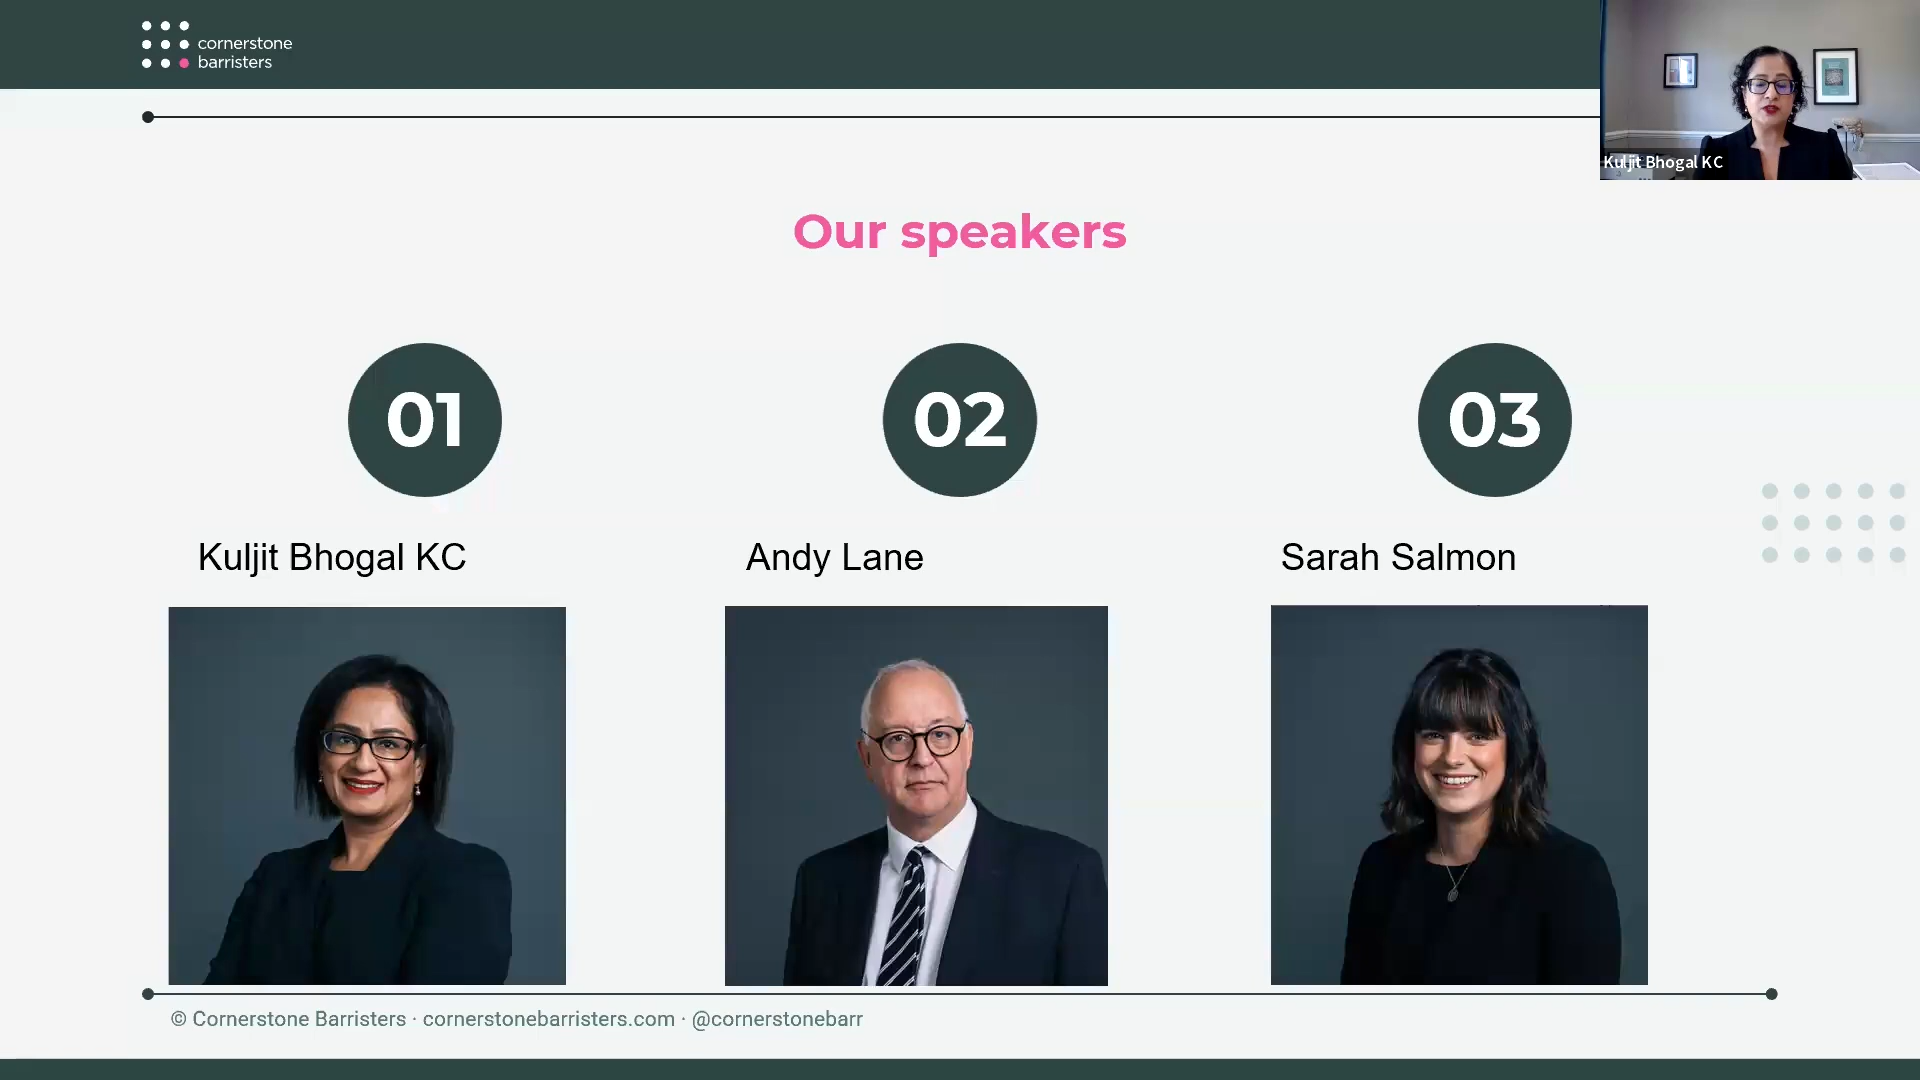 cornerstone
barristers
Kuljit Bhogal KC
Our speakers
01
02
03
Kuljit Bhogal KC
Andy Lane
Sarah Salmon
© Cornerstone Barristers · cornerstonebarristers.com · @cornerstonebarr